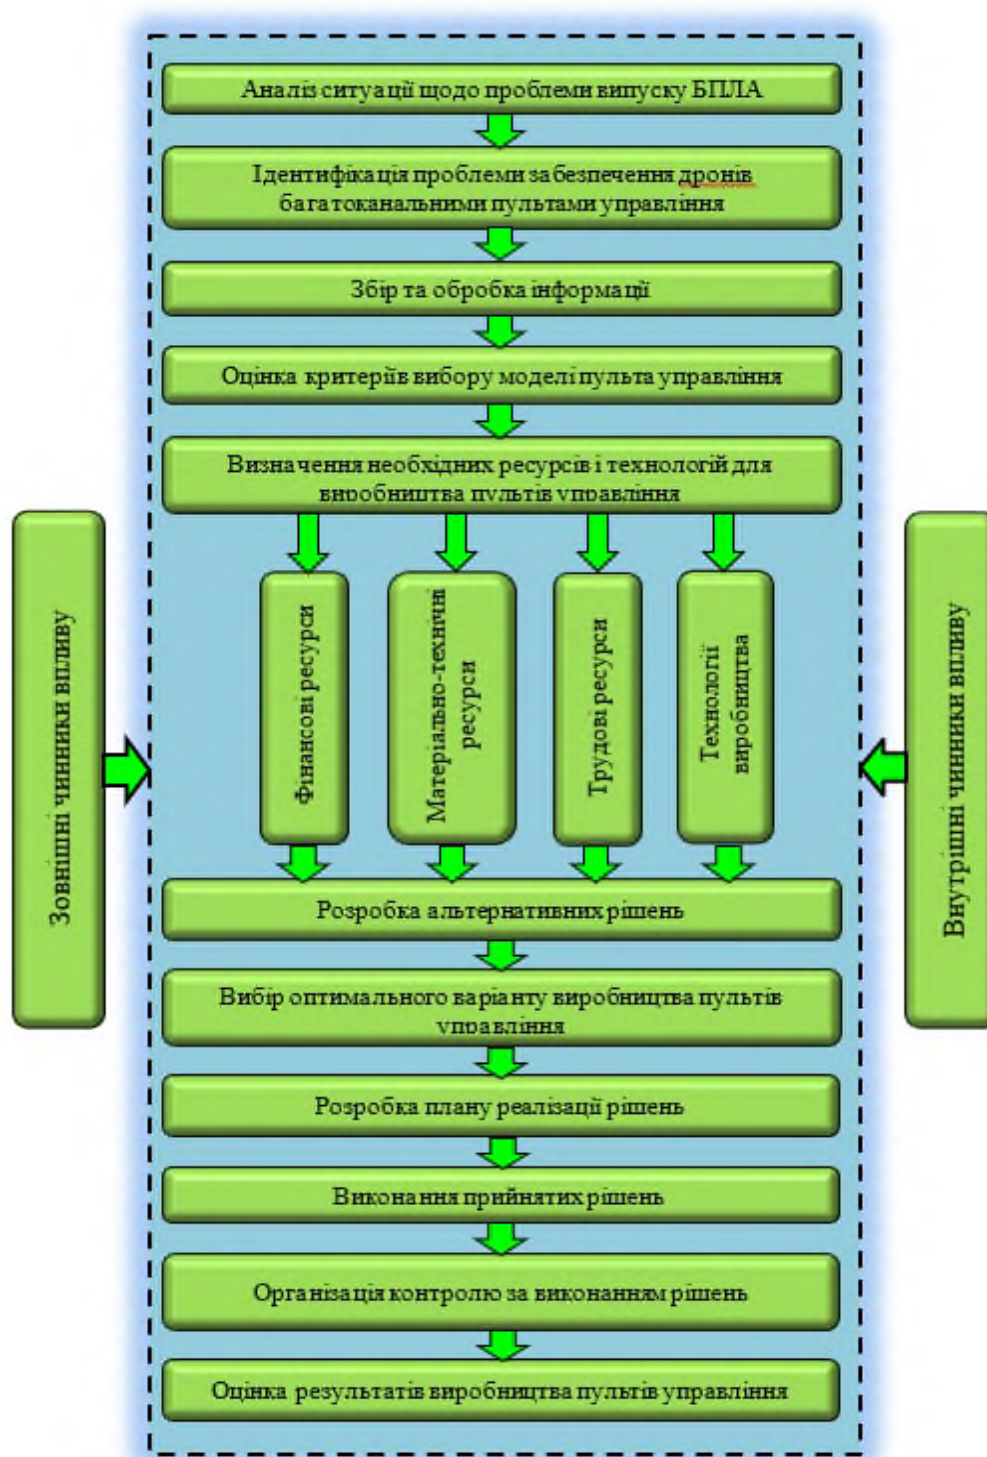 Аналіз ситуації щодо проблеми випуску БПЛА
Ідентифікація проблеми забезпечення дронів
багатоканальними пультами управління
Збір та обробка інформації
Оцінка критеріїв вибору моделі пульта управління
Визначення необхідних ресурсів і технологій для
виробництва пультів управління
Зовнішні чинники впливу
Фінансові ресурси
Матеріально-технічні
ресурси
Трудові ресурси
Технології
виробництва
Внутрішні чинники впливу
Розробка альтернативних рішень
Вибір оптимального варіанту виробництва пультів
управління
Розробка плану реалізації рішень
Виконання прийнятих рішень
Організація контролю за виконанням рішень
Оцінка результатів виробництва пультів управління